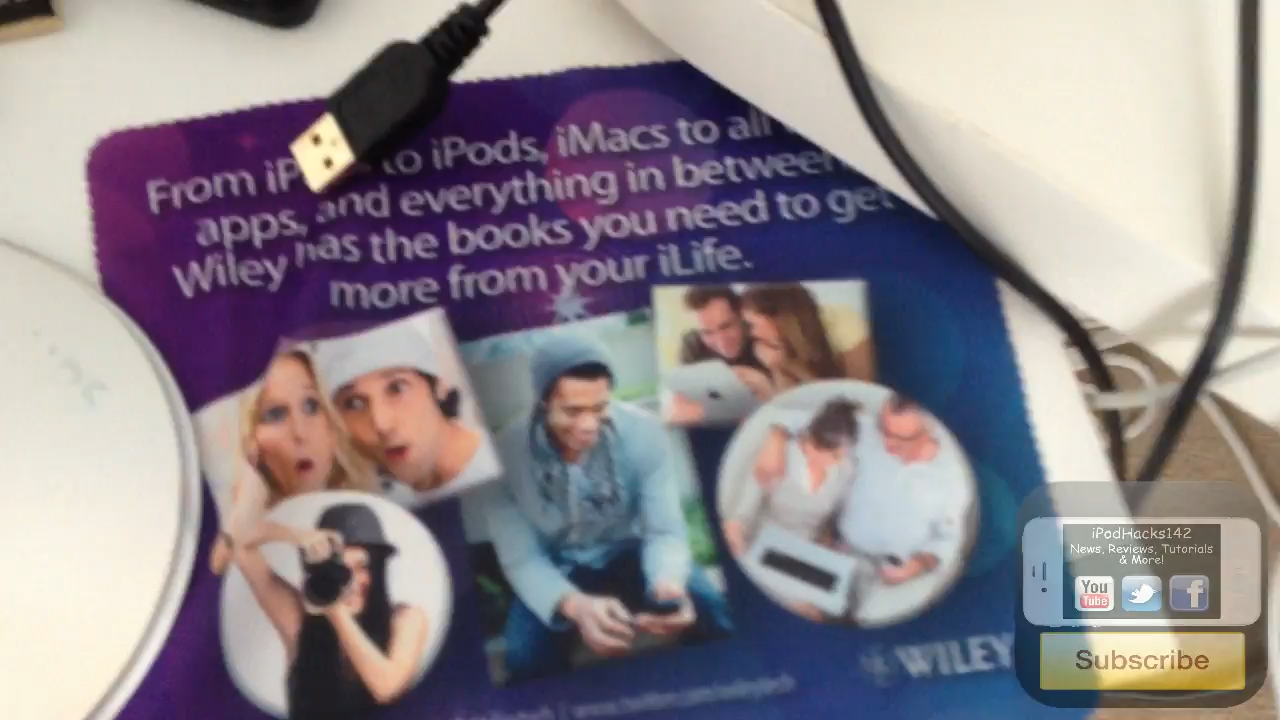 From iP to iPods, iMacs to all
apps, and everything in between
Wiley has the books you need to get
more from your iLife.
WILEY
iPodHacks142
News, Reviews, Tutorials
& More!
You
Tube
f
Subscribe